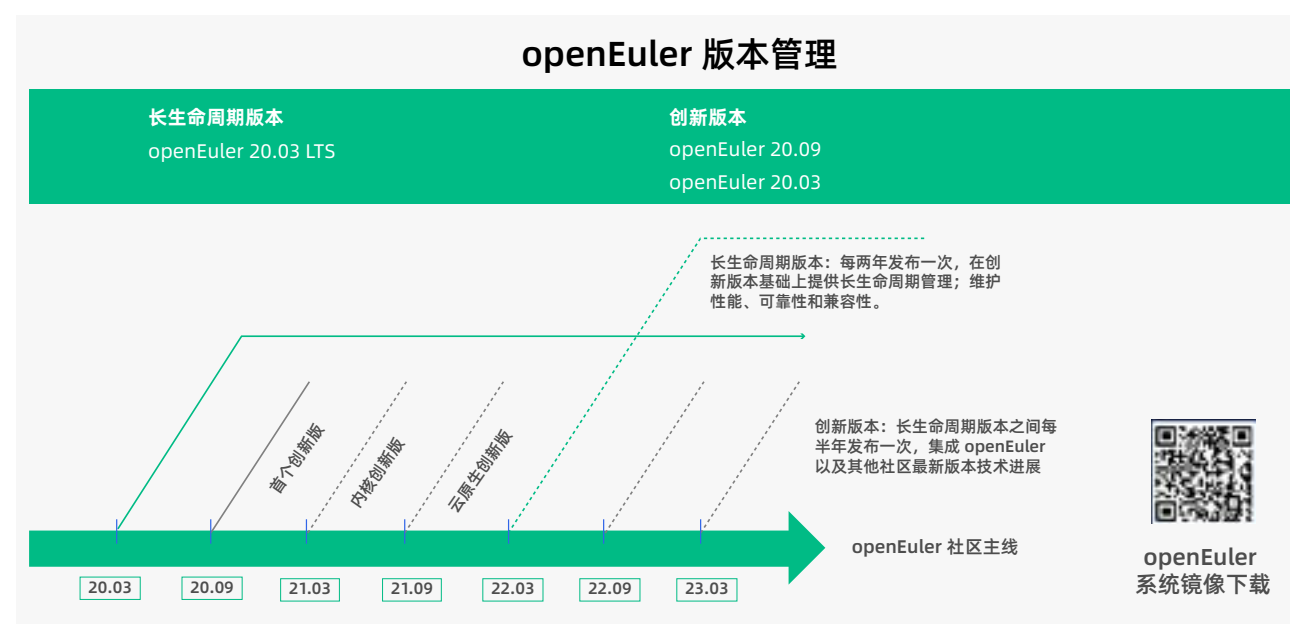 openEuler 版本管理
长生命周期版本
openEuler 20.03 LTS
创新版本
openEuler 20.09
openEuler 20.03
长生命周期版本：每两年发布一次，在创
新版本基础上提供长生命周期管理；维护
性能、可靠性和兼容性。
首个创新版
内核创新版
云原生创新版
创新版本：长生命周期版本之间每
半年发布一次，集成 openEuler
以及其他社区最新版本技术进展
openEuler 社区主线
20.03
20.09
21.03
21.09
22.03
22.09
23.03
openEuler
系统镜像下载